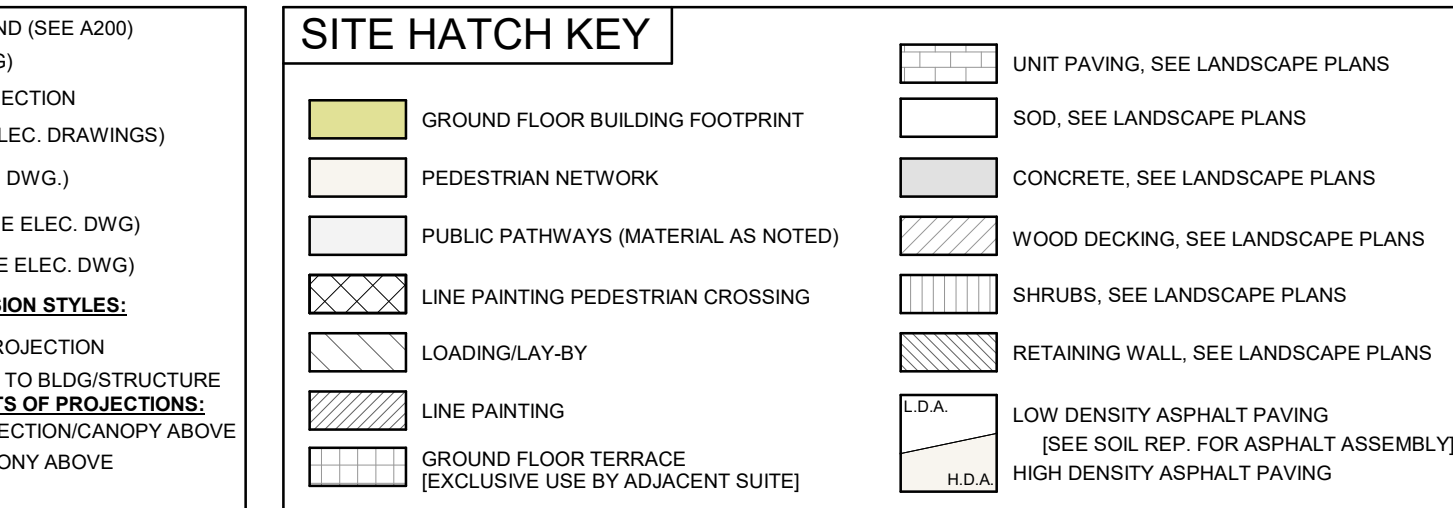 ND (SEE A200)
G)
ECTION
LEC. DRAWINGS)
DWG.)
E ELEC. DWG)
E ELEC. DWG)
SION STYLES:
ROJECTION
TO BLDG/STRUCTURE
TS OF PROJECTIONS:
ECTION/CANOPY ABOVE
ONY ABOVE
SITE HATCH KEY
GROUND FLOOR BUILDING FOOTPRINT
PEDESTRIAN NETWORK
PUBLIC PATHWAYS (MATERIAL AS NOTED)
LINE PAINTING PEDESTRIAN CROSSING
LOADING/LAY-BY
LINE PAINTING
GROUND FLOOR TERRACE
[EXCLUSIVE USE BY ADJACENT SUITE]
UNIT PAVING, SEE LANDSCAPE PLANS
SOD, SEE LANDSCAPE PLANS
CONCRETE, SEE LANDSCAPE PLANS
WOOD DECKING, SEE LANDSCAPE PLANS
SHRUBS, SEE LANDSCAPE PLANS
RETAINING WALL, SEE LANDSCAPE PLANS
L.D.A.
LOW DENSITY ASPHALT PAVING
[SEE SOIL REP. FOR ASPHALT ASSEMBLY]
H.D.A.
HIGH DENSITY ASPHALT PAVING